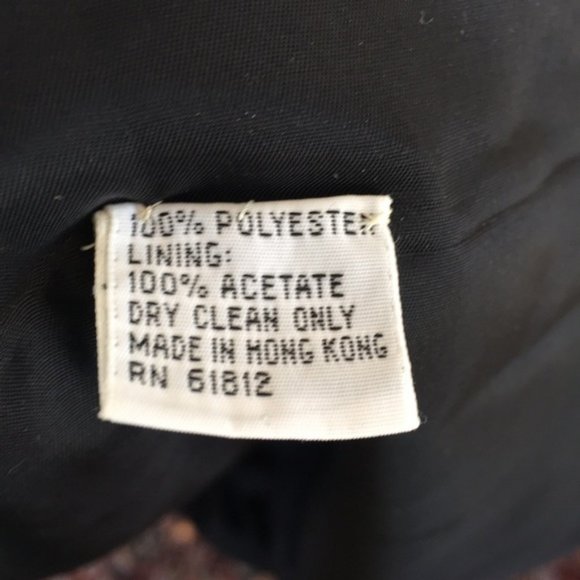 100% POLYESTER
LINING:
100% ACETATE
DRY CLEAN ONLY
MADE IN HONG KONG
RN 61812